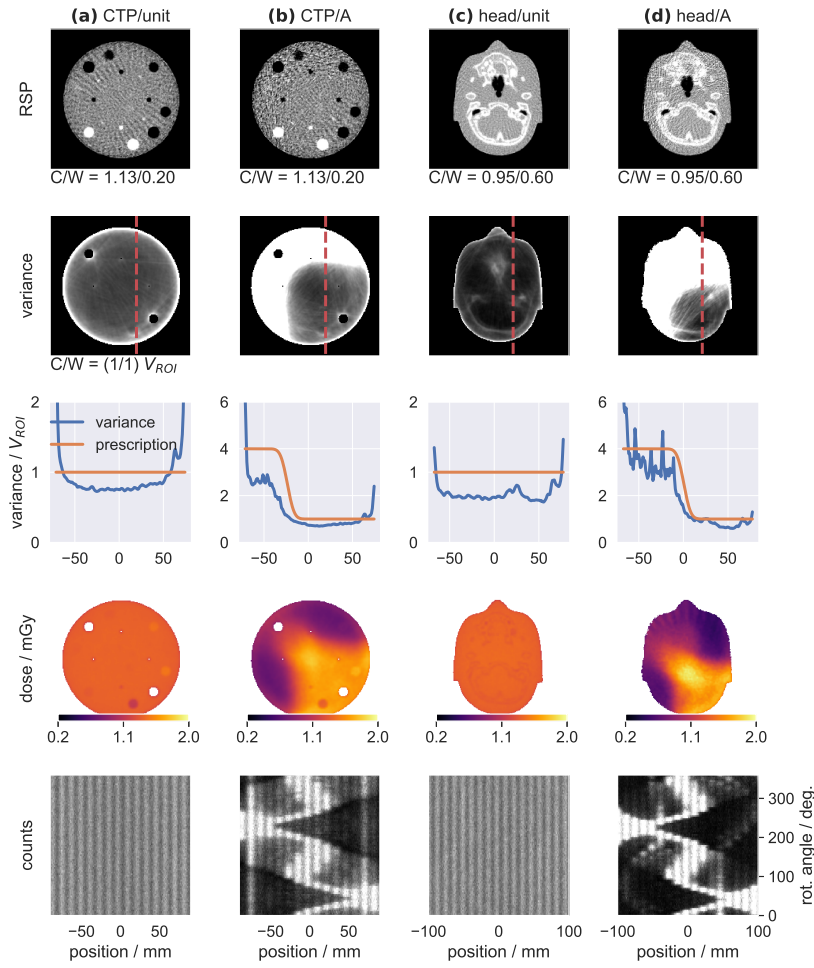 (a) CTP/unit (b) CTP/A (c) head/unit (d) head/A
RSP
C/W = 1.13/0.20 C/W = 1.13/0.20 C/W = 0.95/0.60 C/W = 0.95/0.60
variance
C/W = (1/1) V_ROI
variance / V_ROI
2 6 2 6
variance
prescription
4 4
1 1
2 2
0 0 0 0
−50 0 50 −50 0 50 −50 0 50 −50 0 50
dose / mGy
0.2 1.1 2.0 0.2 1.1 2.0 0.2 1.1 2.0 0.2 1.1 2.0
counts
300
200
100
0
rot. angle / deg.
−50 0 50 −50 0 50 −100 0 100 −100 0 100
position / mm position / mm position / mm position / mm